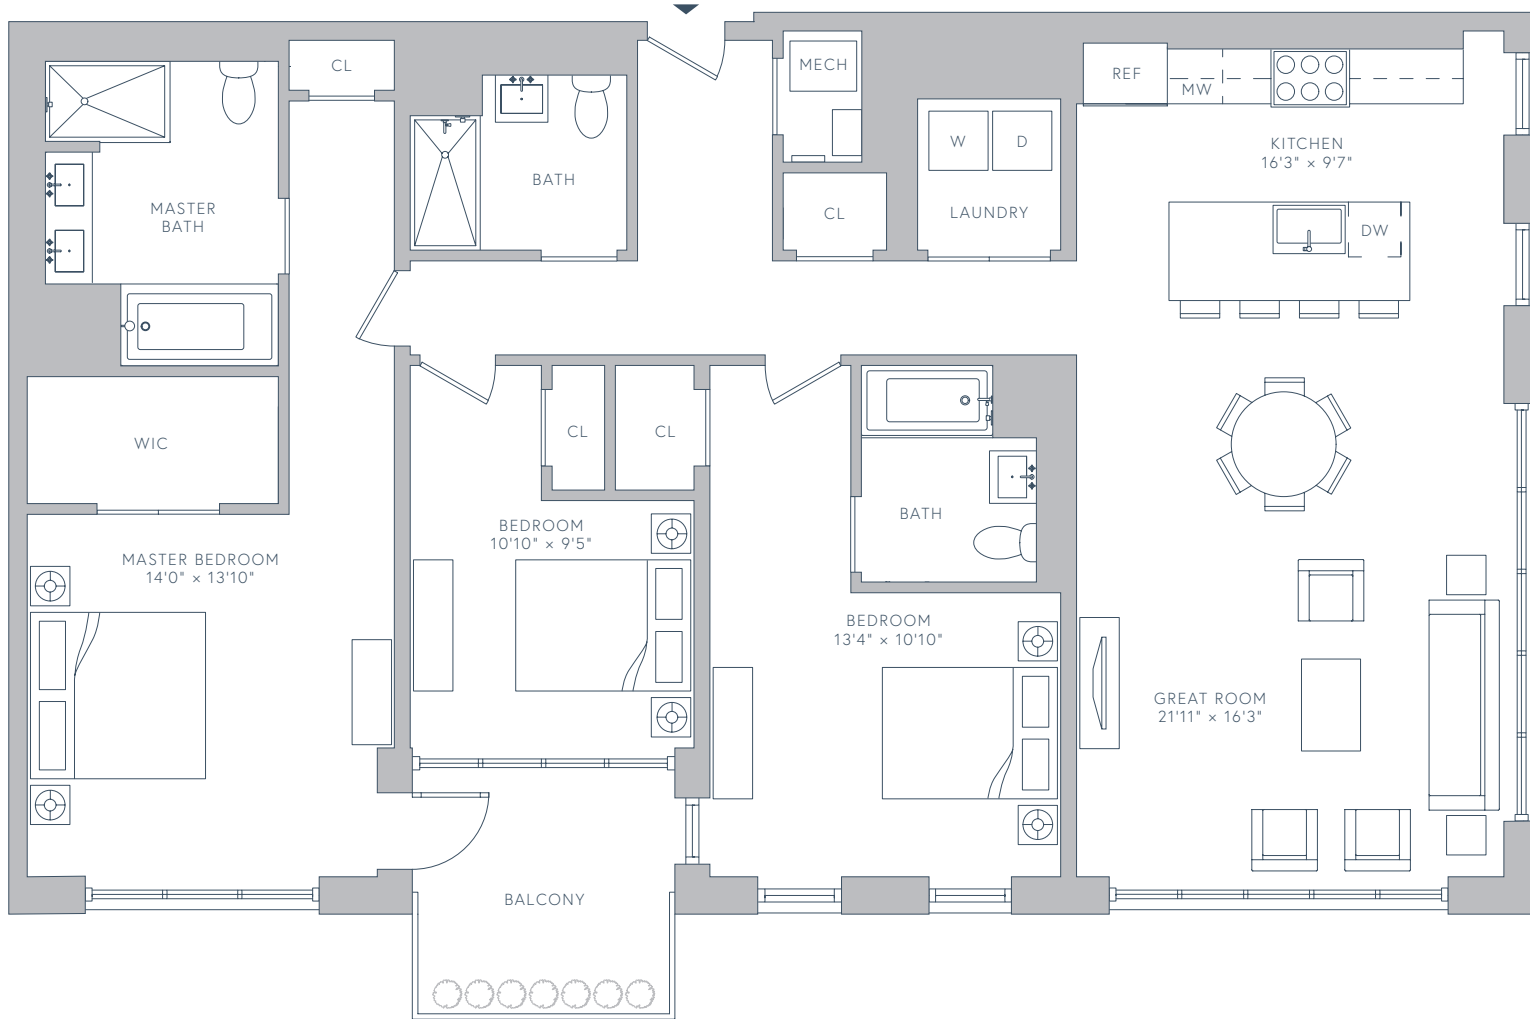 CL
MECH
REF
MW
W
D
KITCHEN
16'3" × 9'7"
BATH
MASTER
BATH
CL
LAUNDRY
DW
WIC
CL
CL
BATH
BEDROOM
10'10" × 9'5"
MASTER BEDROOM
14'0" × 13'10"
BEDROOM
13'4" × 10'10"
GREAT ROOM
21'11" × 16'3"
BALCONY